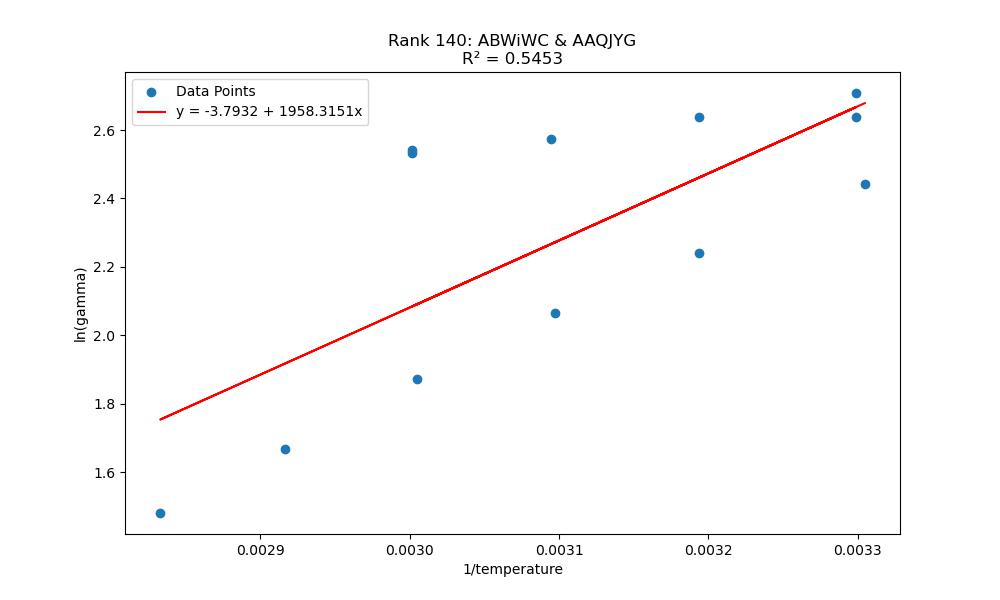 Rank 140: ABWiWC & AAQJYG
R² = 0.5453
Data Points
y = -3.7932 + 1958.3151x
ln(gamma)
2.6
2.4
2.2
2.0
1.8
1.6
0.0029 0.0030 0.0031 0.0032 0.0033
1/temperature